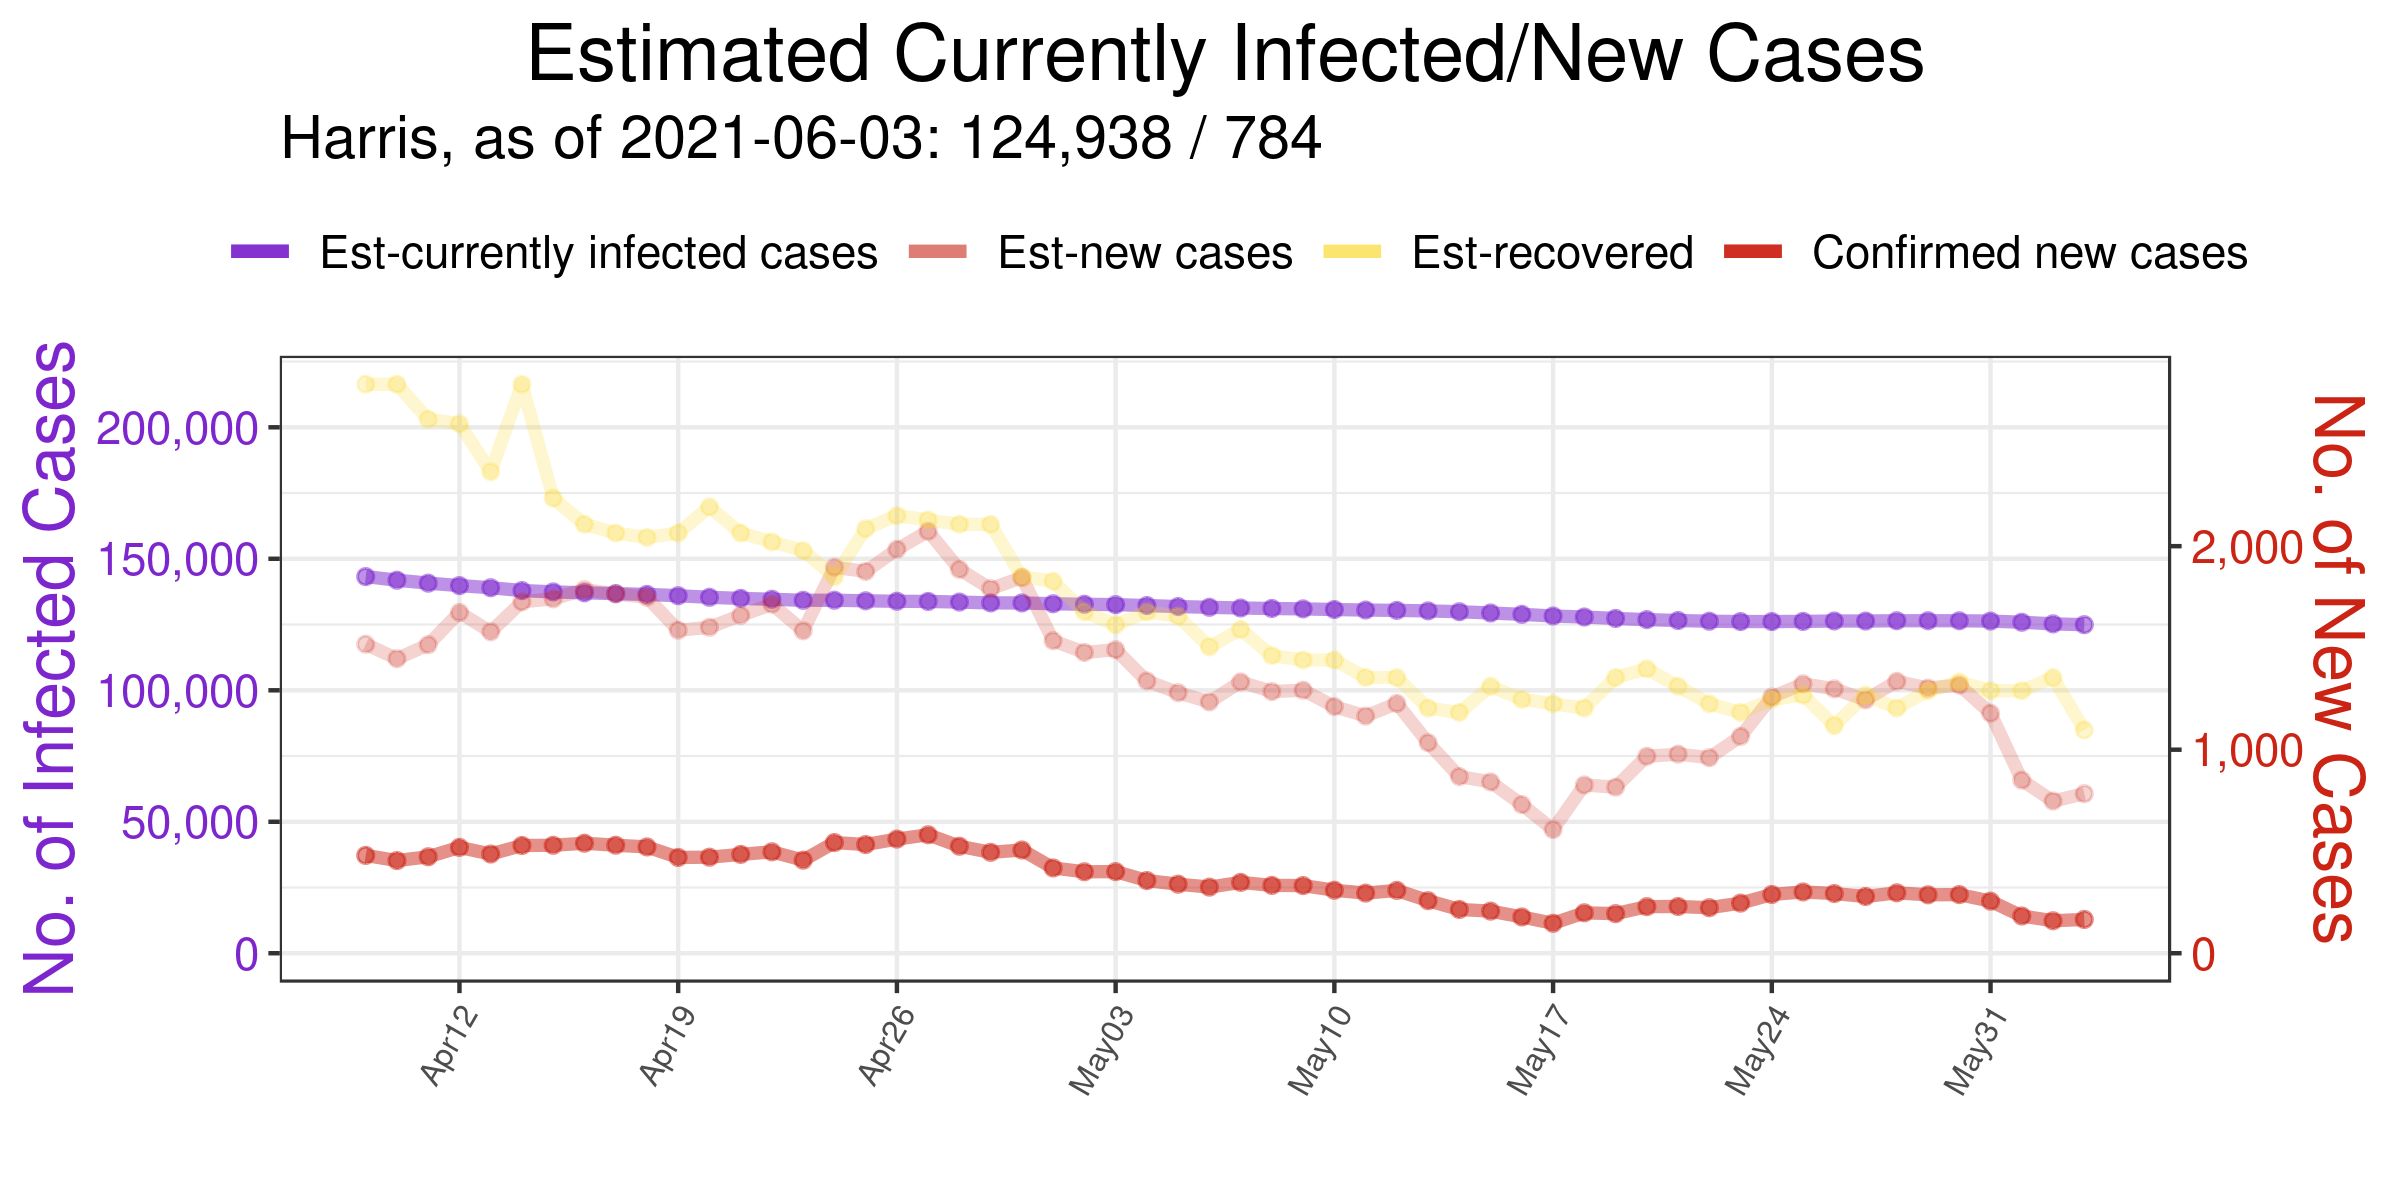 Estimated Currently Infected/New Cases
Harris, as of 2021-06-03: 124,938 / 784
Est-currently infected cases Est-new cases Est-recovered Confirmed new cases
No. of Infected Cases
200,000
150,000
100,000
50,000
0
No. of New Cases
2,000
1,000
0
Apr12 Apr19 Apr26 May03 May10 May17 May24 May31